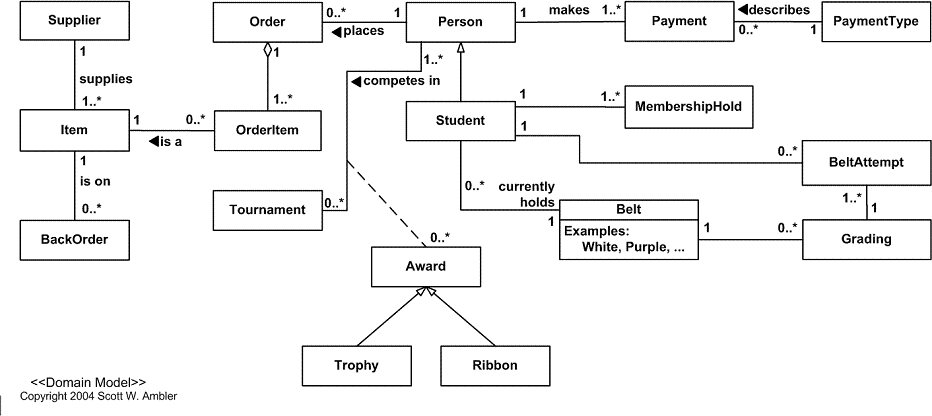 Supplier
1
supplies
1..*
Item
1
is on
0..*
BackOrder
1
0..*
◀is a
Order
1
1..*
OrderItem
0..*
1
◀places
Person
1..*
◀competes in
0..*
Tournament
0..*
Award
Trophy
Ribbon
1
makes
1..*
Payment
◀describes
0..*
1
PaymentType
Student
1
1..*
MembershipHold
1
0..*
BeltAttempt
1..*
1
Grading
0..*
currently
holds
1
Belt
Examples:
White, Purple, ...
1
0..*
<<Domain Model>>
Copyright 2004 Scott W. Ambler